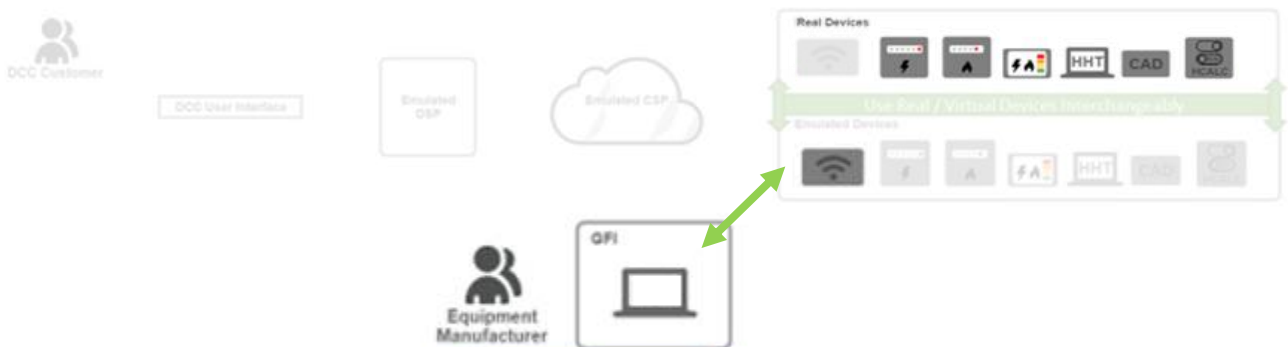 Real Devices
DCC Customer
HHT
CAD
HCALC
DCC User Interface
Emulated
DSP
Emulated CSP
Use Real / Virtual Devices Interchangeably
Emulated Devices
HHT
CAD
HCALC
GFI
Equipment
Manufacturer